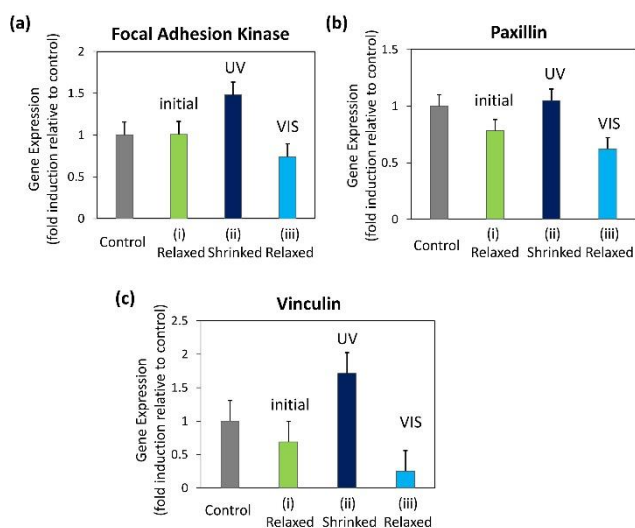 (a)
Focal Adhesion Kinase
Gene Expression
(fold induction relative to control)
2
1.5
1
0.5
0
initial
UV
VIS
Control
(i)
Relaxed
(ii)
Shrinked
(iii)
Relaxed
(b)
Paxillin
Gene Expression
(fold induction relative to control)
1.5
1
0.5
0
initial
UV
VIS
Control
(i)
Relaxed
(ii)
Shrinked
(iii)
Relaxed
(c)
Vinculin
Gene Expression
(fold induction relative to control)
2.5
2
1.5
1
0.5
0
initial
UV
VIS
Control
(i)
Relaxed
(ii)
Shrinked
(iii)
Relaxed